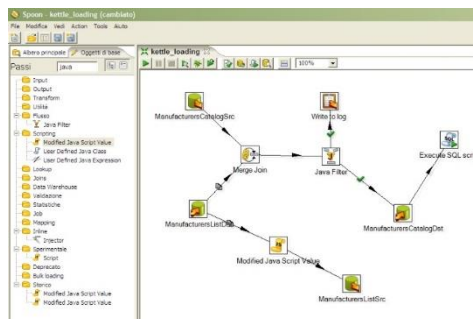 Spoon - kettle_loading (cambiato)
File Modifica Vedi Action Tools Aiuto
Albero principale Oggetti di base
Passi java
Input
Output
Transform
Utilità
Flusso
Java Filter
Scripting
Modified Java Script Value
User Defined Java Class
User Defined Java Expression
Lookup
Joins
Data Warehouse
Validazione
Statistiche
Job
Mapping
Inline
Injector
Sperimentale
Script
Deprecato
Bulk loading
Storico
Modified Java Script Value
Modified Java Script Value
kettle_loading
100%
ManufacturersCatalogSrc
Write to log
Execute SQL scri
Merge Join
Java Filter
ManufacturersCatalogDst
Modified Java Script Value
ManufacturersListSrc